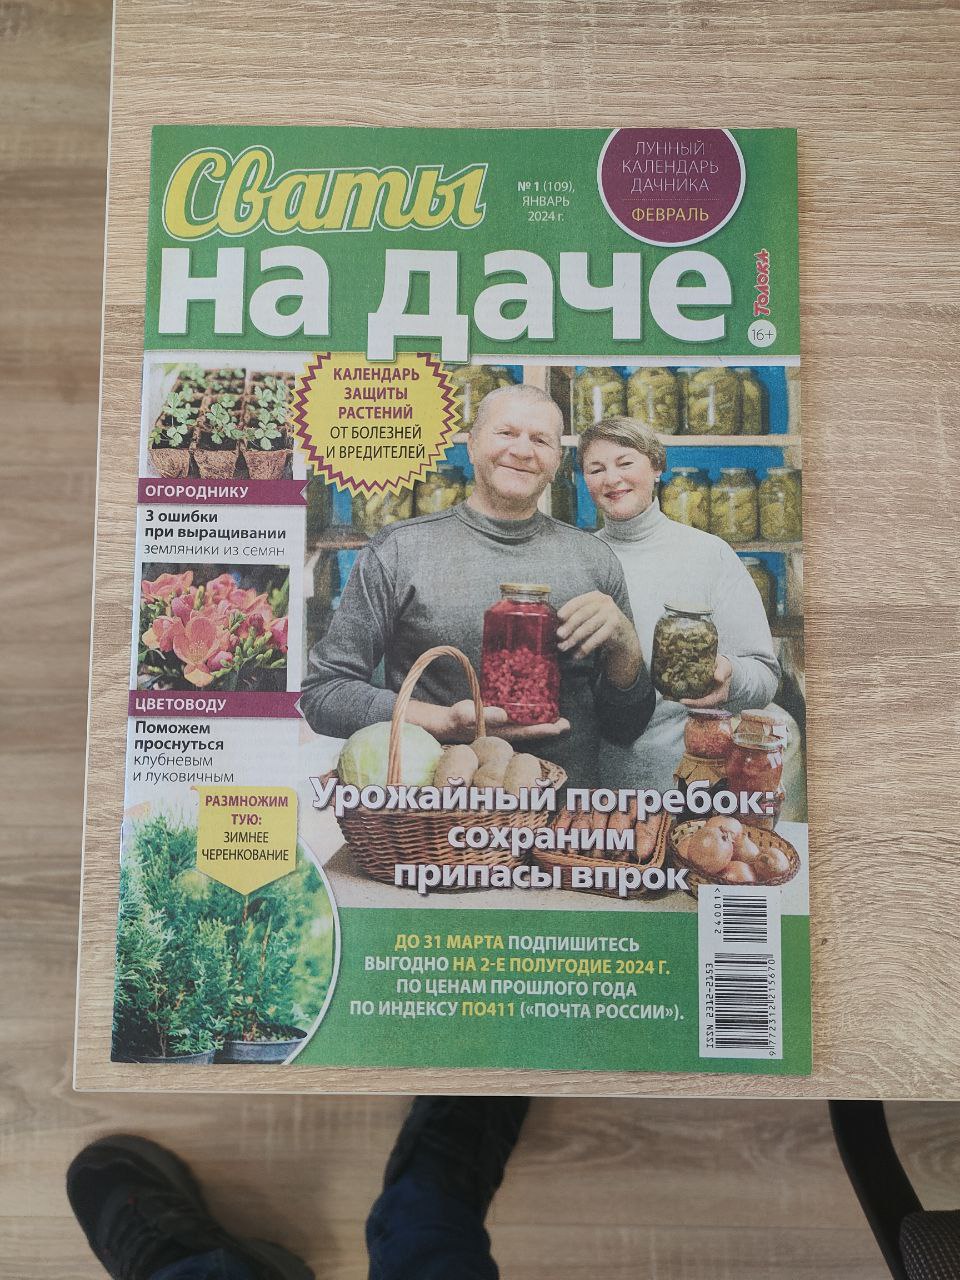 Сваты
на даче
№ 1 (109),
ЯНВАРЬ
2024 г.
ЛУННЫЙ
КАЛЕНДАРЬ
ДАЧНИКА
ФЕВРАЛЬ
Толока
16+
КАЛЕНДАРЬ
ЗАЩИТЫ
РАСТЕНИЙ
ОТ БОЛЕЗНЕЙ
И ВРЕДИТЕЛЕЙ
ОГОРОДНИКУ
3 ошибки
при выращивании
земляники из семян
ЦВЕТОВОДУ
Поможем
проснуться
клубневым
и луковичным
РАЗМНОЖИМ
ТУЮ:
ЗИМНЕЕ
ЧЕРЕНКОВАНИЕ
Урожайный погребок:
сохраним
припасы впрок
ДО 31 МАРТА ПОДПИШИТЕСЬ
ВЫГОДНО НА 2-Е ПОЛУГОДИЕ 2024 Г.
ПО ЦЕНАМ ПРОШЛОГО ГОДА
ПО ИНДЕКСУ ПО411 («ПОЧТА РОССИИ»).
24001>
ISSN 2312-2153
9 772312 215670